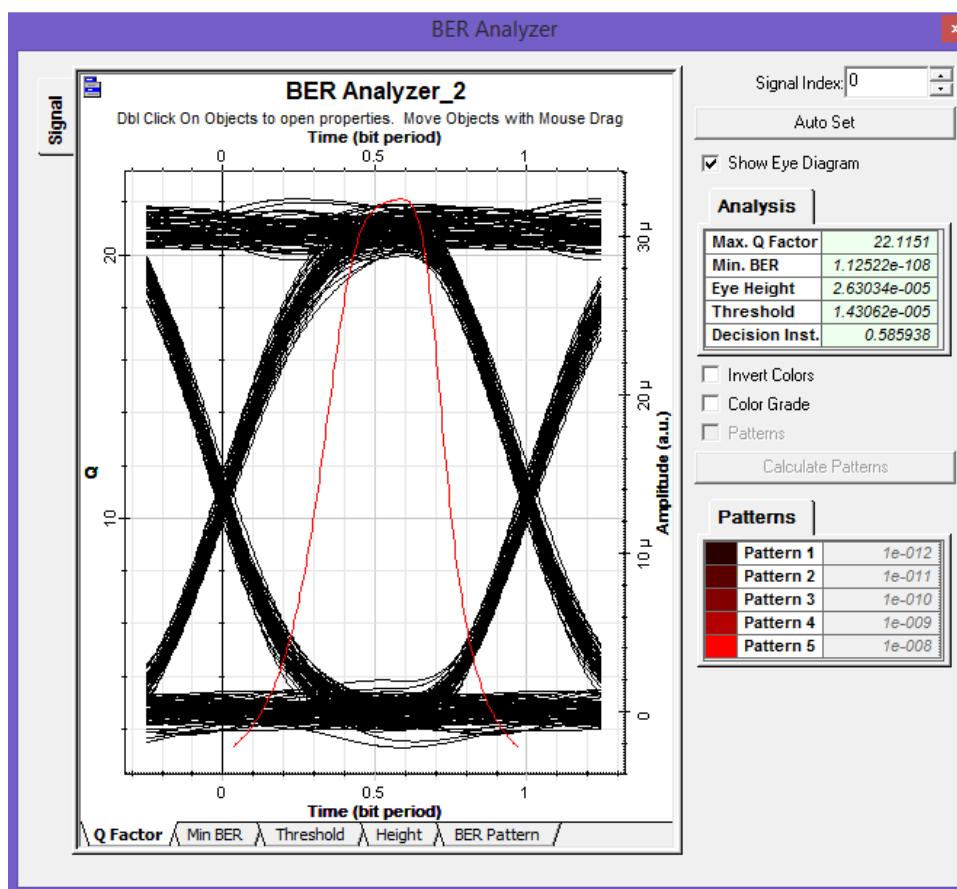 BER Analyzer
x
Signal
BER Analyzer_2
Dbl Click On Objects to open properties. Move Objects with Mouse Drag
Time (bit period)
0 0.5 1
20
10
Q
30 µ
20 µ
10 µ
0
Amplitude (a.u.)
0 0.5 1
Time (bit period)
Q Factor Min BER Threshold Height BER Pattern
Signal Index: 0
Auto Set
Show Eye Diagram
Analysis
Max. Q Factor 22.1151
Min. BER 1.12522e-108
Eye Height 2.63034e-005
Threshold 1.43062e-005
Decision Inst. 0.585938
Invert Colors
Color Grade
Patterns
Calculate Patterns
Patterns
Pattern 1 1e-012
Pattern 2 1e-011
Pattern 3 1e-010
Pattern 4 1e-009
Pattern 5 1e-008